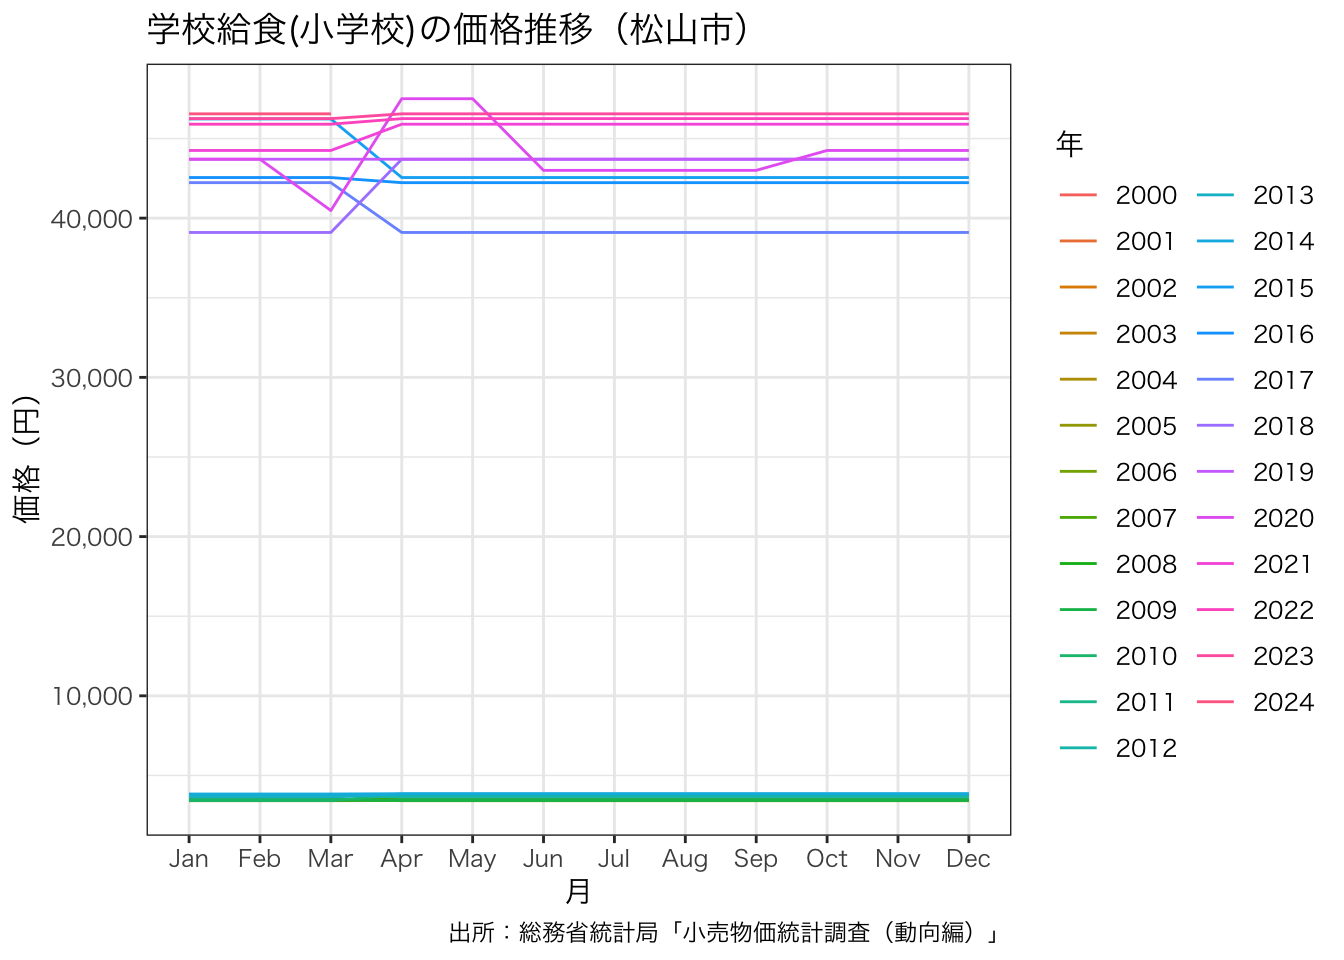 学校給食(小学校)の価格推移（松山市）
価格（円）
40,000
30,000
20,000
10,000
Jan Feb Mar Apr May Jun Jul Aug Sep Oct Nov Dec
月
年
2000 2013
2001 2014
2002 2015
2003 2016
2004 2017
2005 2018
2006 2019
2007 2020
2008 2021
2009 2022
2010 2023
2011 2024
2012
出所：総務省統計局「小売物価統計調査（動向編）」